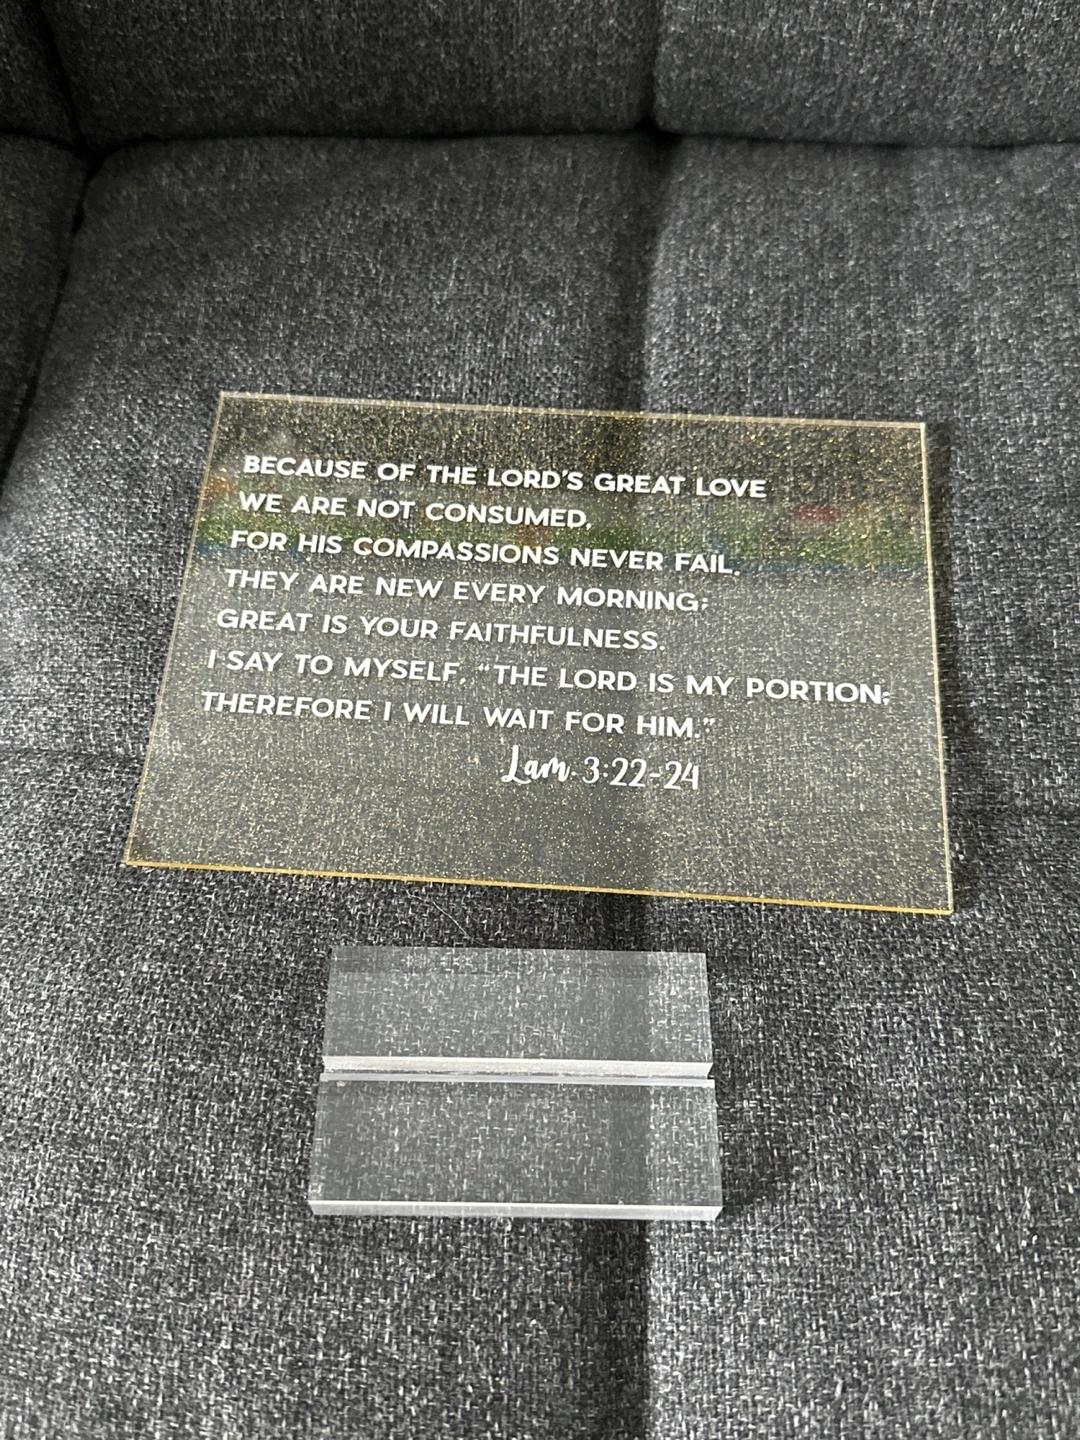 BECAUSE OF THE LORD'S GREAT LOVE
WE ARE NOT CONSUMED,
FOR HIS COMPASSIONS NEVER FAIL.
THEY ARE NEW EVERY MORNING;
GREAT IS YOUR FAITHFULNESS.
I SAY TO MYSELF, “THE LORD IS MY PORTION;
THEREFORE I WILL WAIT FOR HIM.”
Lam. 3:22-24